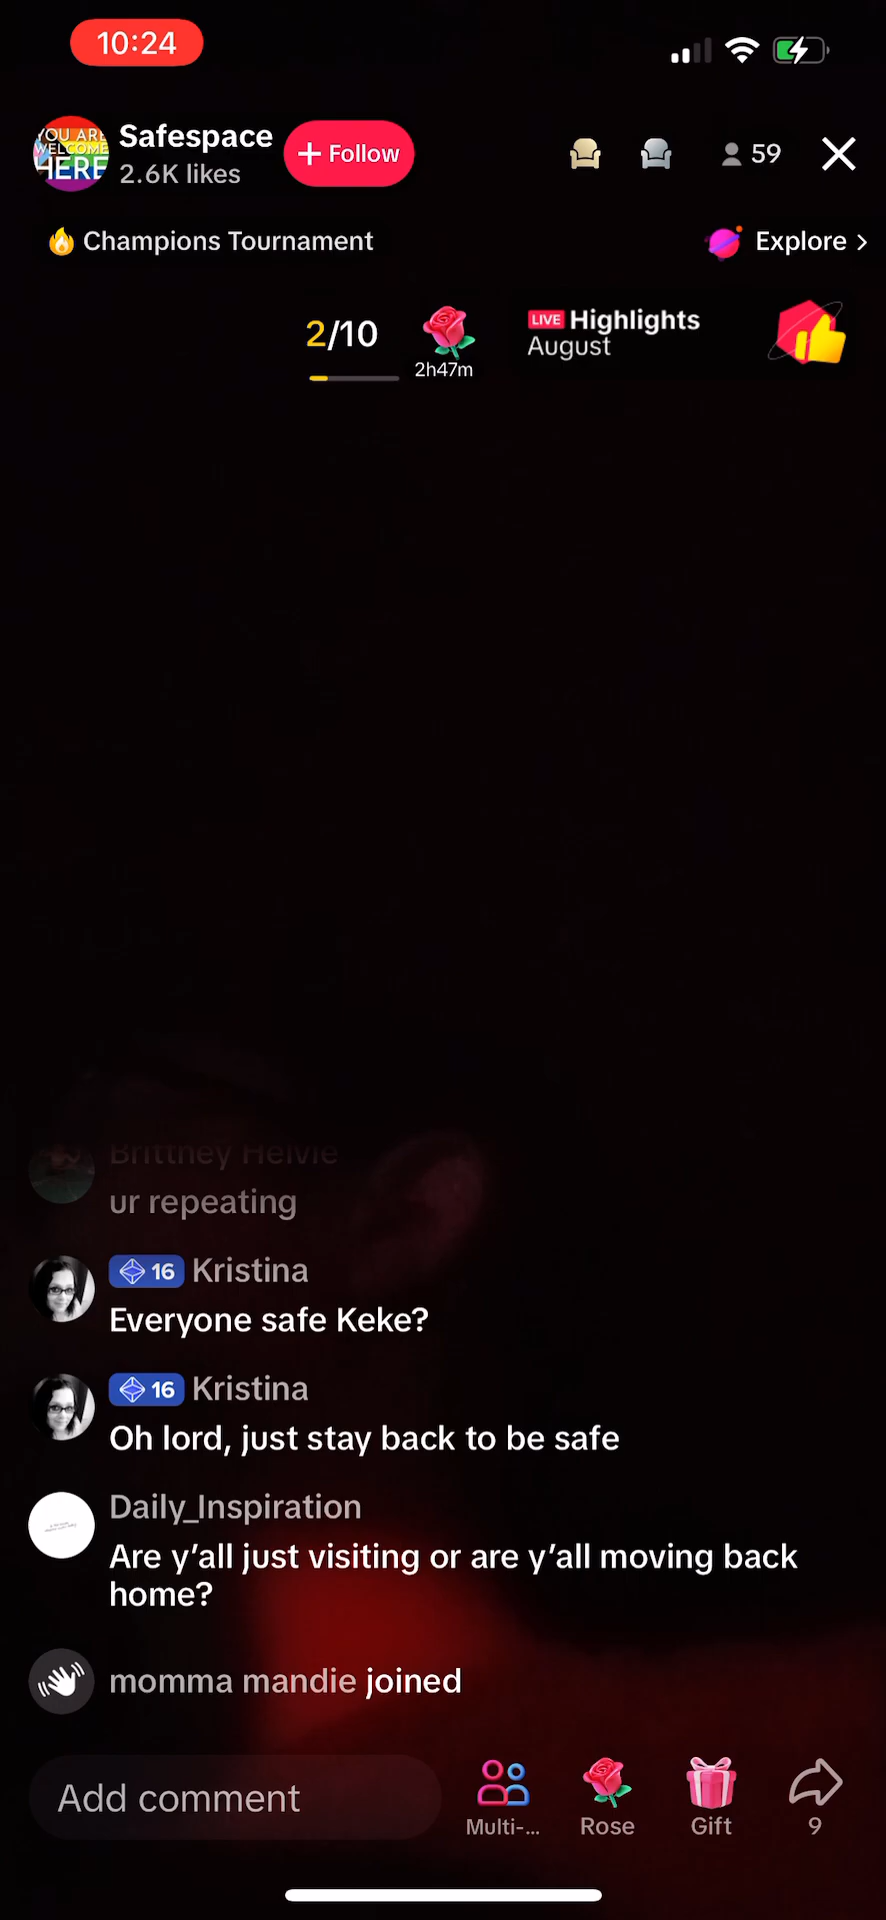 10:24
YOU ARE
WELCOME
HERE
Safespace
2.6K likes
+ Follow
59
🔥 Champions Tournament
Explore >
2/10
2h47m
LIVE Highlights
August
Brittney Helvie
ur repeating
16 Kristina
Everyone safe Keke?
16 Kristina
Oh lord, just stay back to be safe
Daily_Inspiration
Are y’all just visiting or are y’all moving back
home?
momma mandie joined
Add comment
Multi-...
Rose
Gift
9